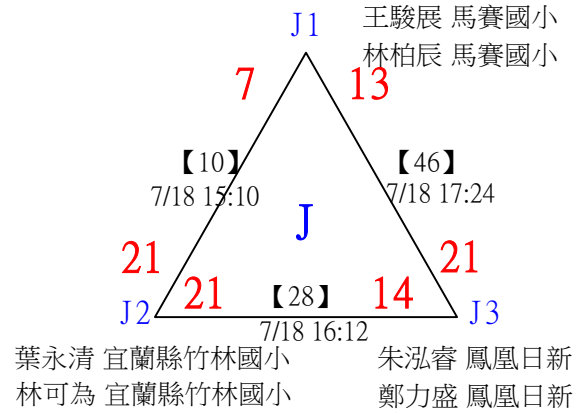 J1
王駿展 馬賽國小
林柏辰 馬賽國小
7
13
【10】
7/18 15:10
【46】
7/18 17:24
J
21
21
J2
21
【28】
14
J3
7/18 16:12
葉永清 宜蘭縣竹林國小
林可為 宜蘭縣竹林國小
朱泓睿 鳳凰日新
鄭力盛 鳳凰日新